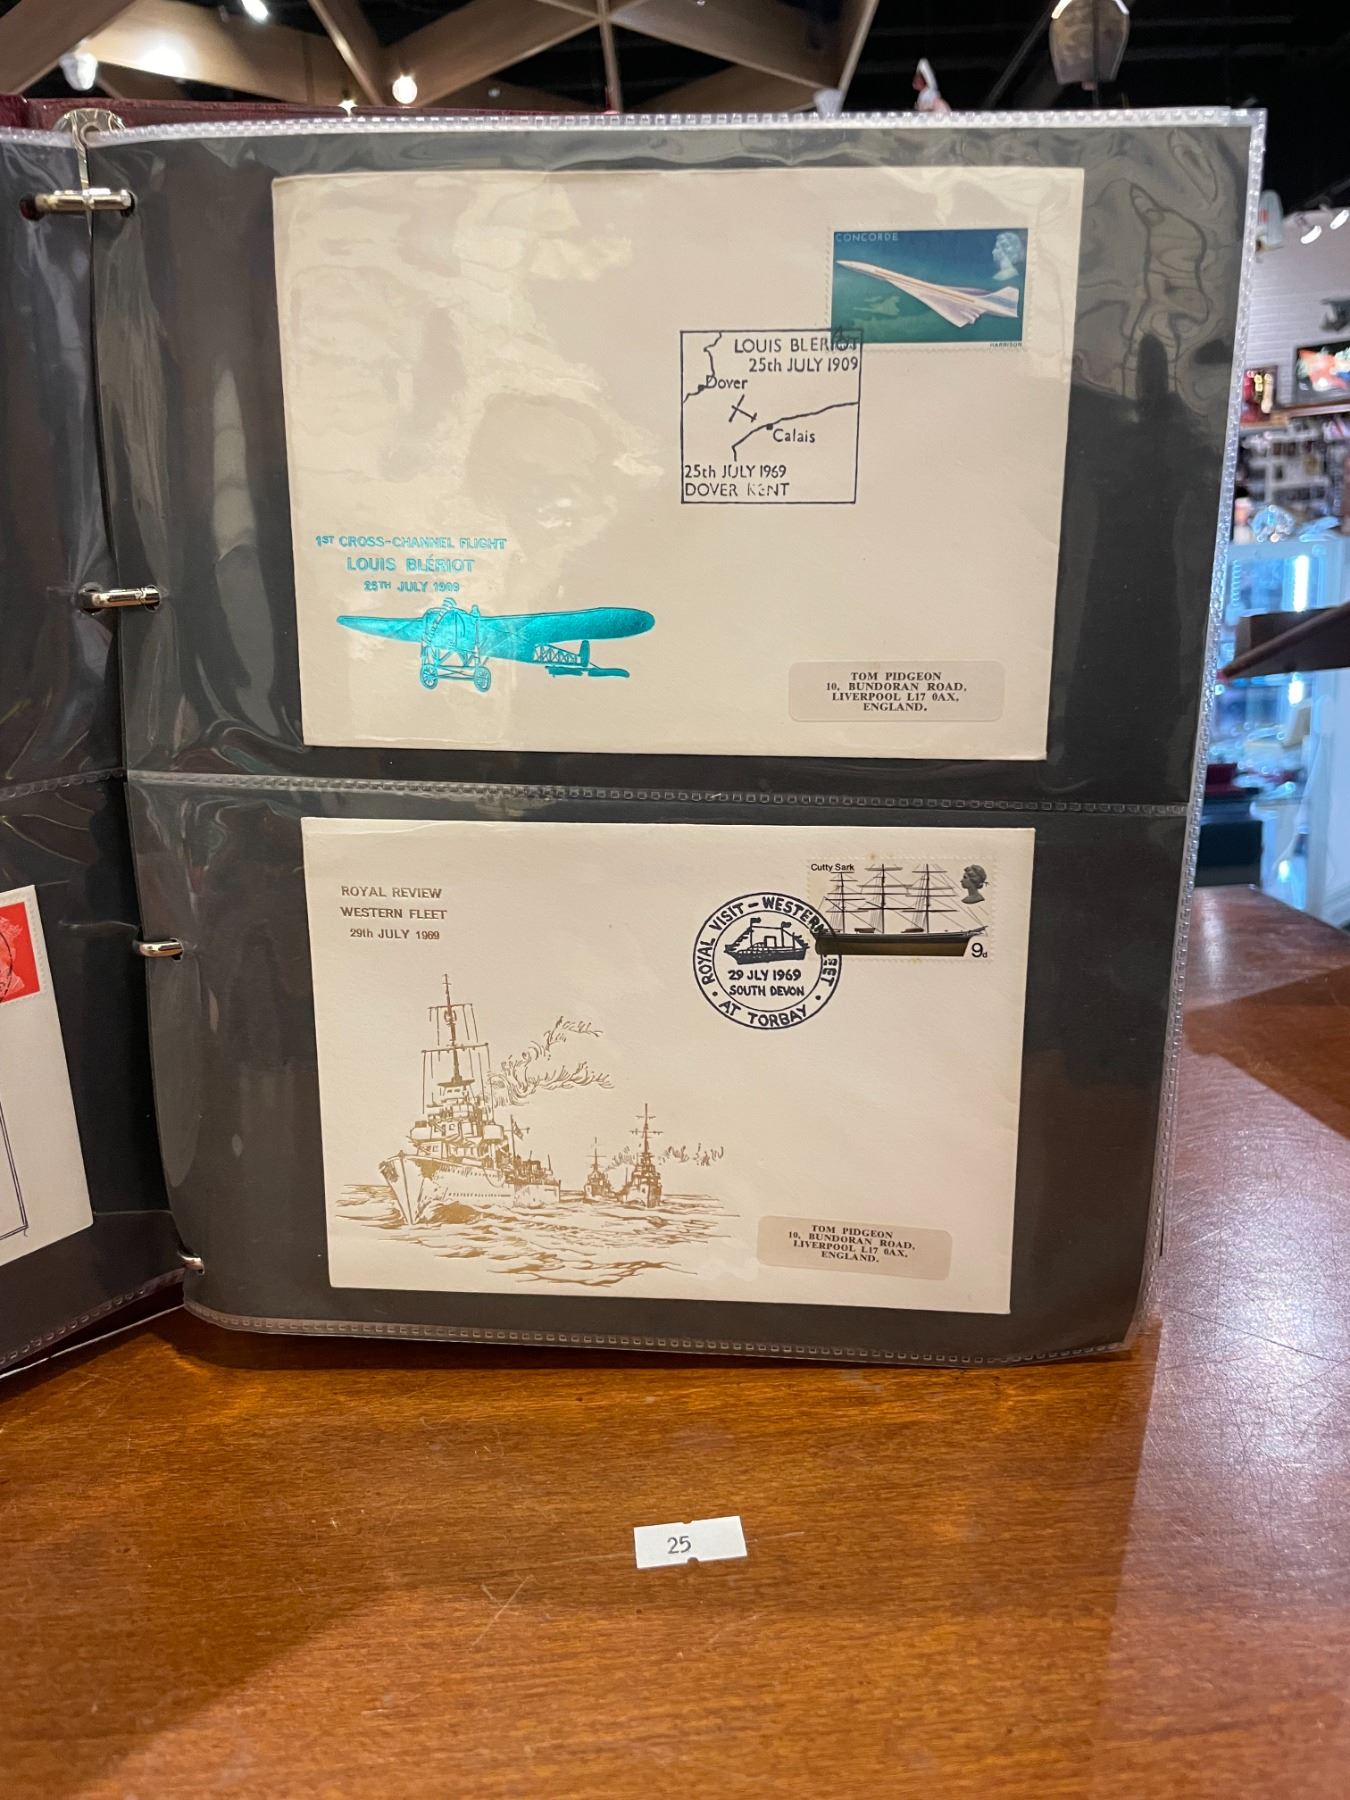 CONCORDE
HARRISON
LOUIS BLERIOT
25th JULY 1909
Dover
Calais
25th JULY 1969
DOVER KENT
1ST CROSS-CHANNEL FLIGHT
LOUIS BLÉRIOT
25TH JULY 1909
TOM PIDGEON
10, BUNDORAN ROAD,
LIVERPOOL L17 0AX,
ENGLAND.
ROYAL REVIEW
WESTERN FLEET
29th JULY 1969
Cutty Sark
9d
ROYAL VISIT - WESTERN FLEET
29 JLY 1969
SOUTH DEVON
• AT TORBAY •
TOM PIDGEON
10, BUNDORAN ROAD,
LIVERPOOL L17 0AX,
ENGLAND.
25